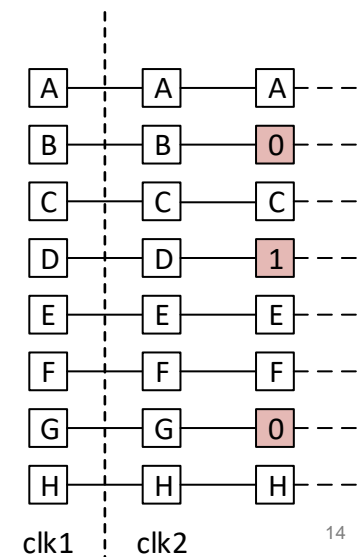 A A A
B B 0
C C C
D D 1
E E E
F F F
G G 0
H H H
clk1 clk2
14